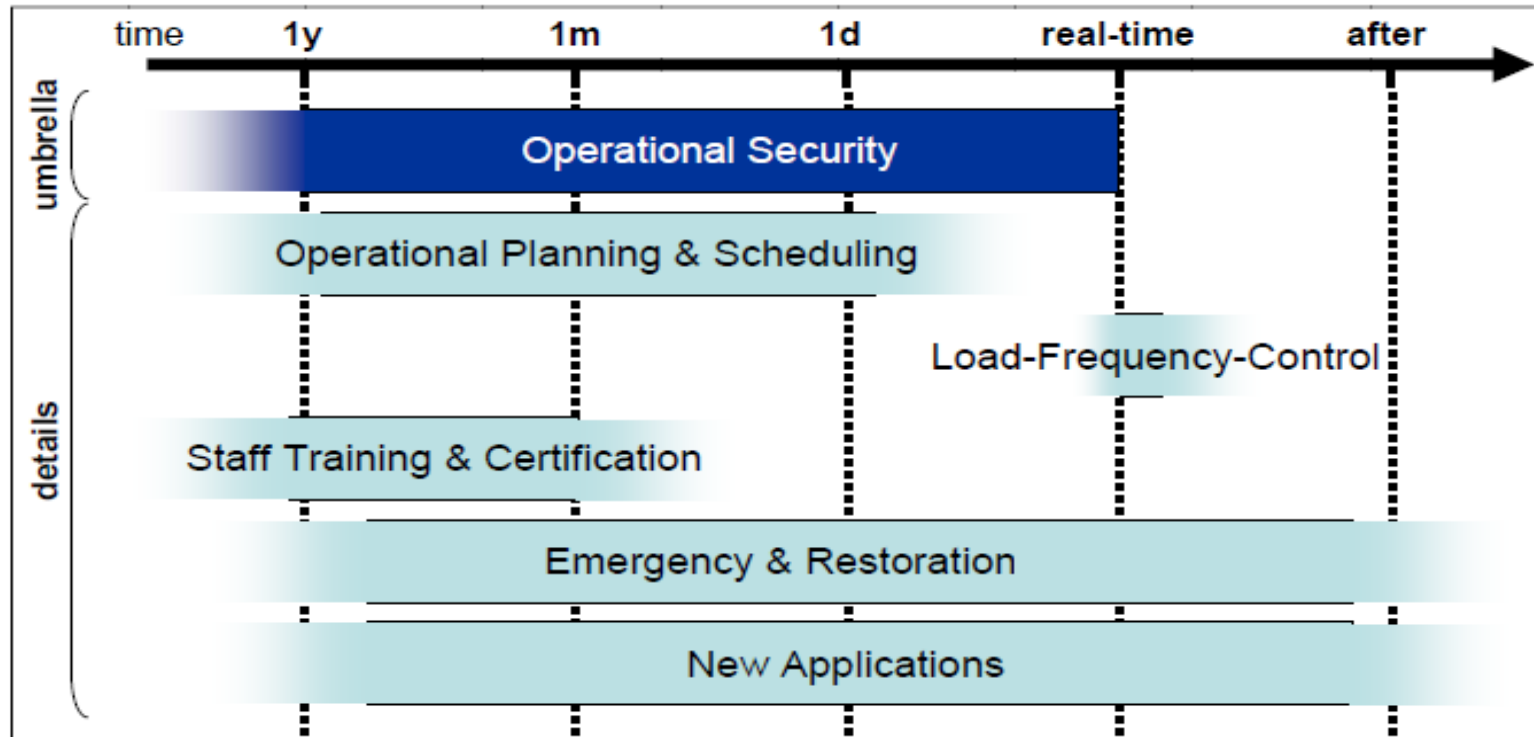 time 1y 1m 1d real-time after
umbrella
Operational Security
details
Operational Planning & Scheduling
Load-Frequency-Control
Staff Training & Certification
Emergency & Restoration
New Applications